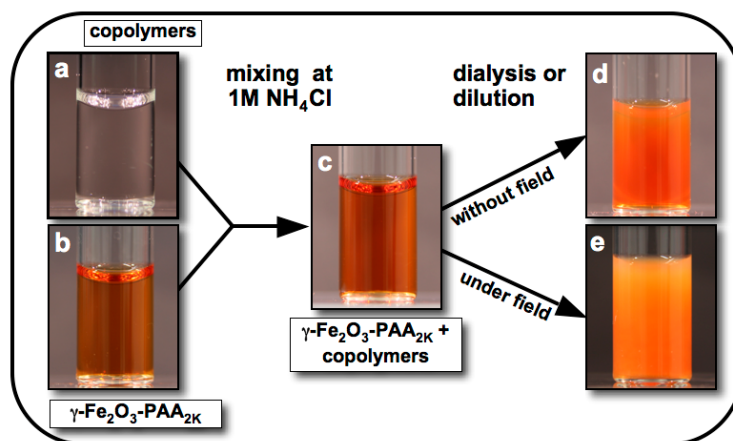 copolymers
a
mixing at
1M NH₄Cl
dialysis or
dilution
d
c
without field
b
e
under field
γ-Fe₂O₃-PAA₂K +
copolymers
γ-Fe₂O₃-PAA₂K